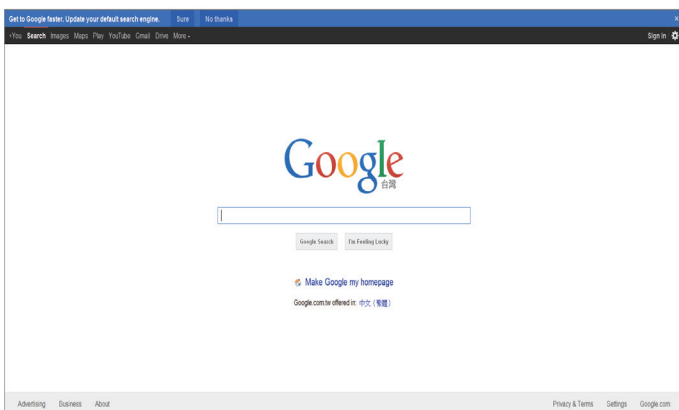 Get to Google faster. Update your default search engine. Sure No thanks x
+You Search Images Maps Play YouTube Gmail Drive More Sign in
Google
台灣
Google Search I'm Feeling Lucky
Make Google my homepage
Google.com.tw offered in: 中文（繁體）
Advertising Business About Privacy & Terms Settings Google.com